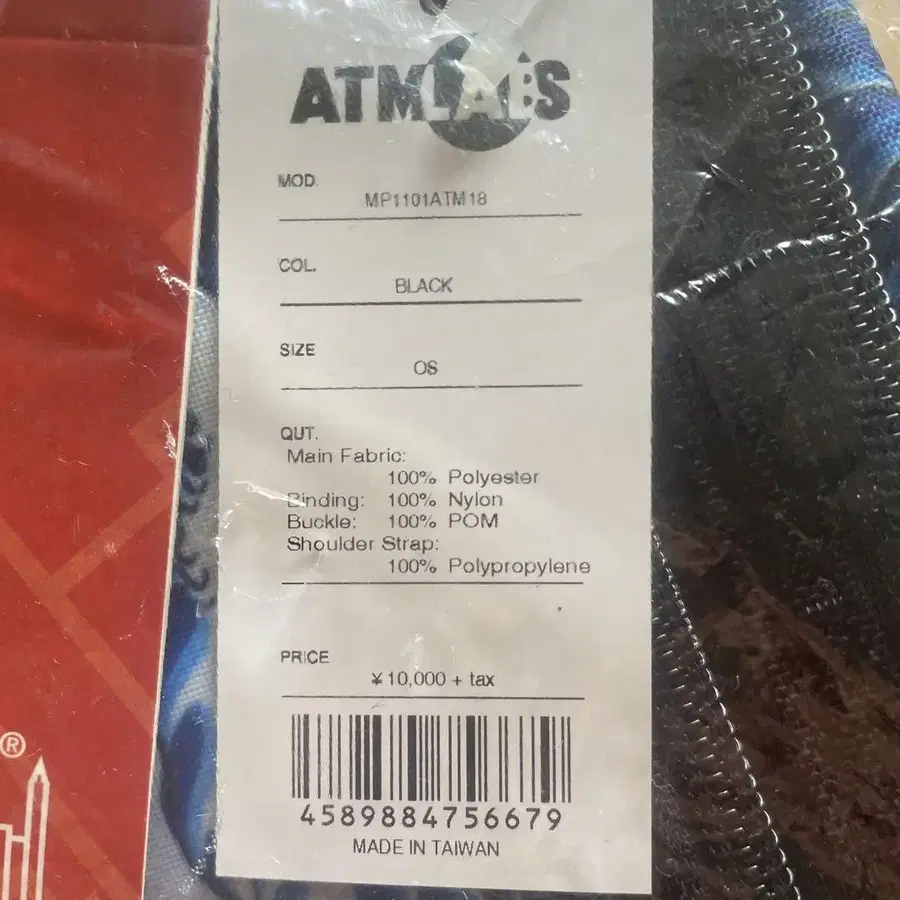 ATMLABS
MOD.
MP1101ATM18
COL.
BLACK
SIZE
OS
QUT.
Main Fabric:
100% Polyester
Binding: 100% Nylon
Buckle: 100% POM
Shoulder Strap:
100% Polypropylene
PRICE
¥10,000 + tax
4589884756679
MADE IN TAIWAN
®